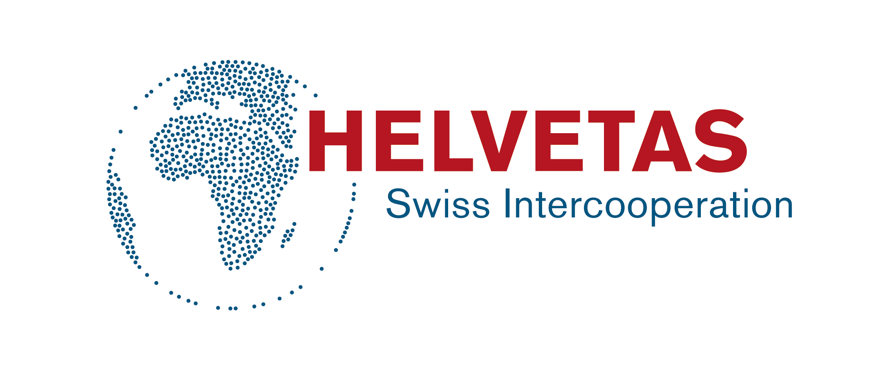 HELVETAS
Swiss Intercooperation